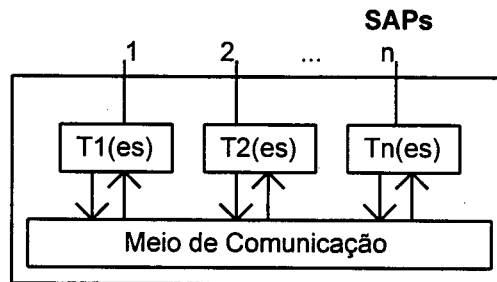 SAPs
1 2 ... n
T1(es) T2(es) Tn(es)
Meio de Comunicação